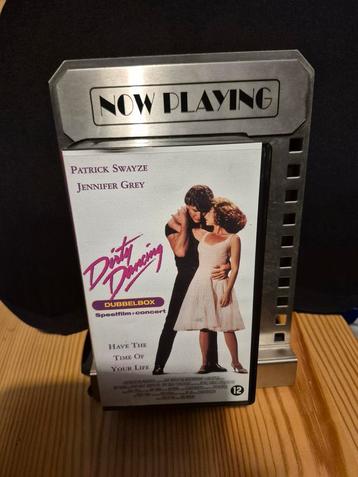 NOW PLAYING
PATRICK SWAYZE
JENNIFER GREY
Dirty
Dancing
DUBBELBOX
Speelfilm+concert
HAVE THE
TIME OF
YOUR LIFE
12